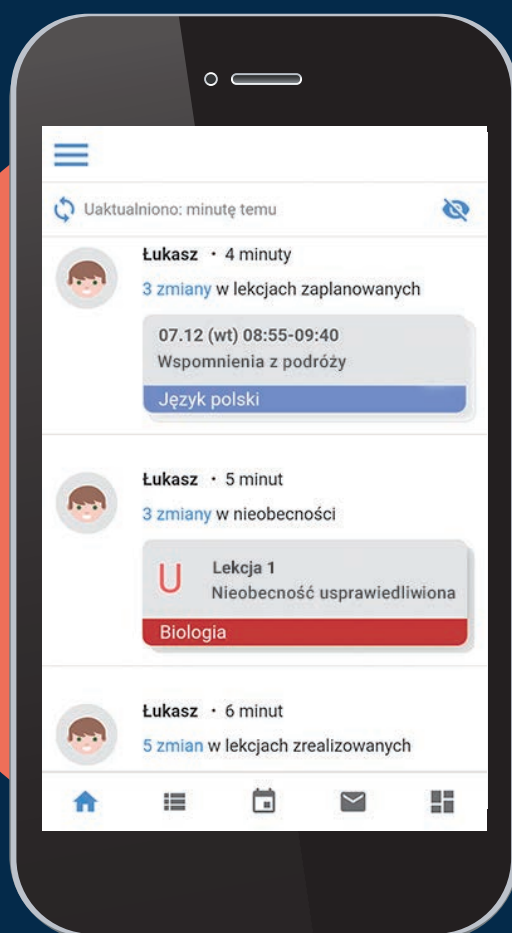 Uaktualniono: minutę temu
Łukasz · 4 minuty
3 zmiany w lekcjach zaplanowanych
07.12 (wt) 08:55-09:40
Wspomnienia z podróży
Język polski
Łukasz · 5 minut
3 zmiany w nieobecności
U
Lekcja 1
Nieobecność usprawiedliwiona
Biologia
Łukasz · 6 minut
5 zmian w lekcjach zrealizowanych